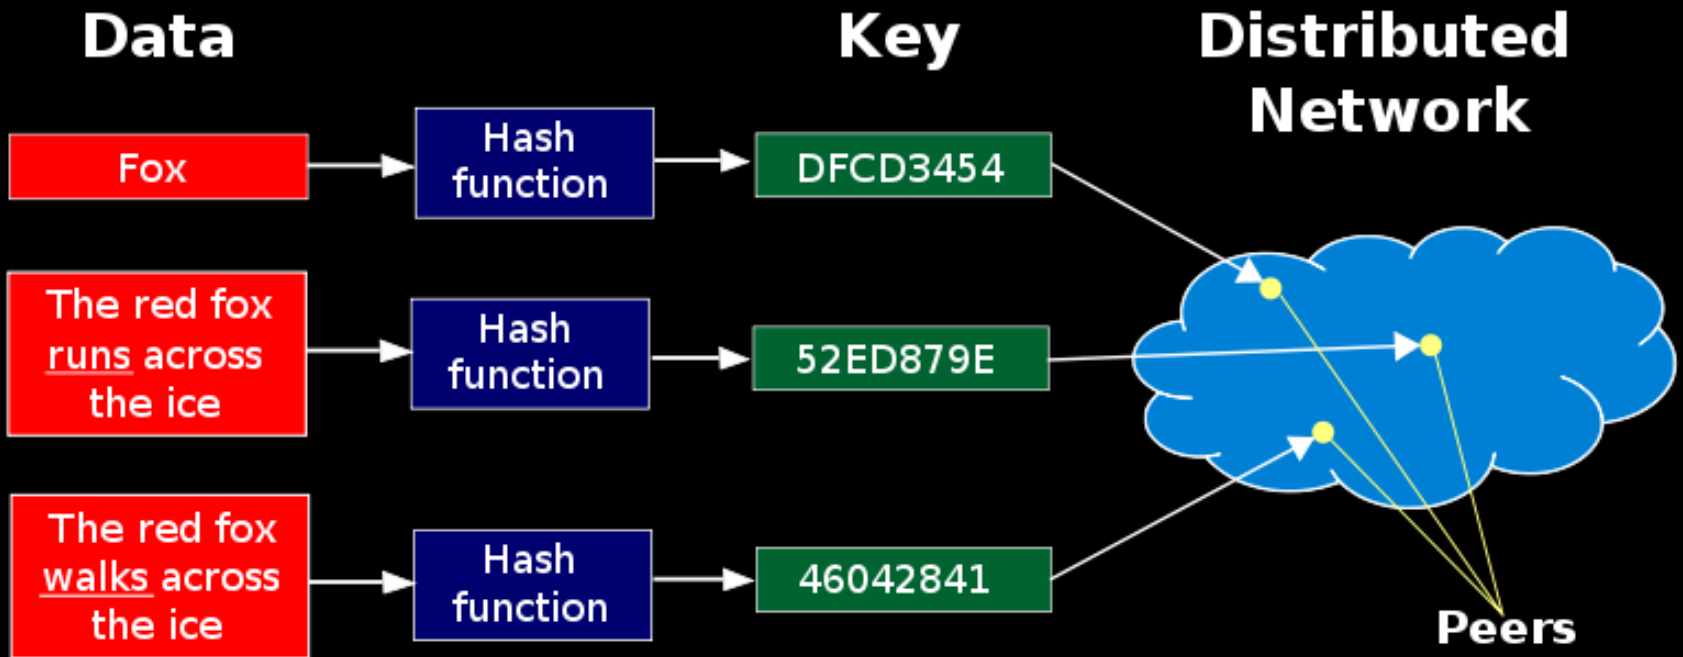 Data
Key
Distributed
Network
Fox
Hash
function
DFCD3454
The red fox
runs across
the ice
Hash
function
52ED879E
The red fox
walks across
the ice
Hash
function
46042841
Peers